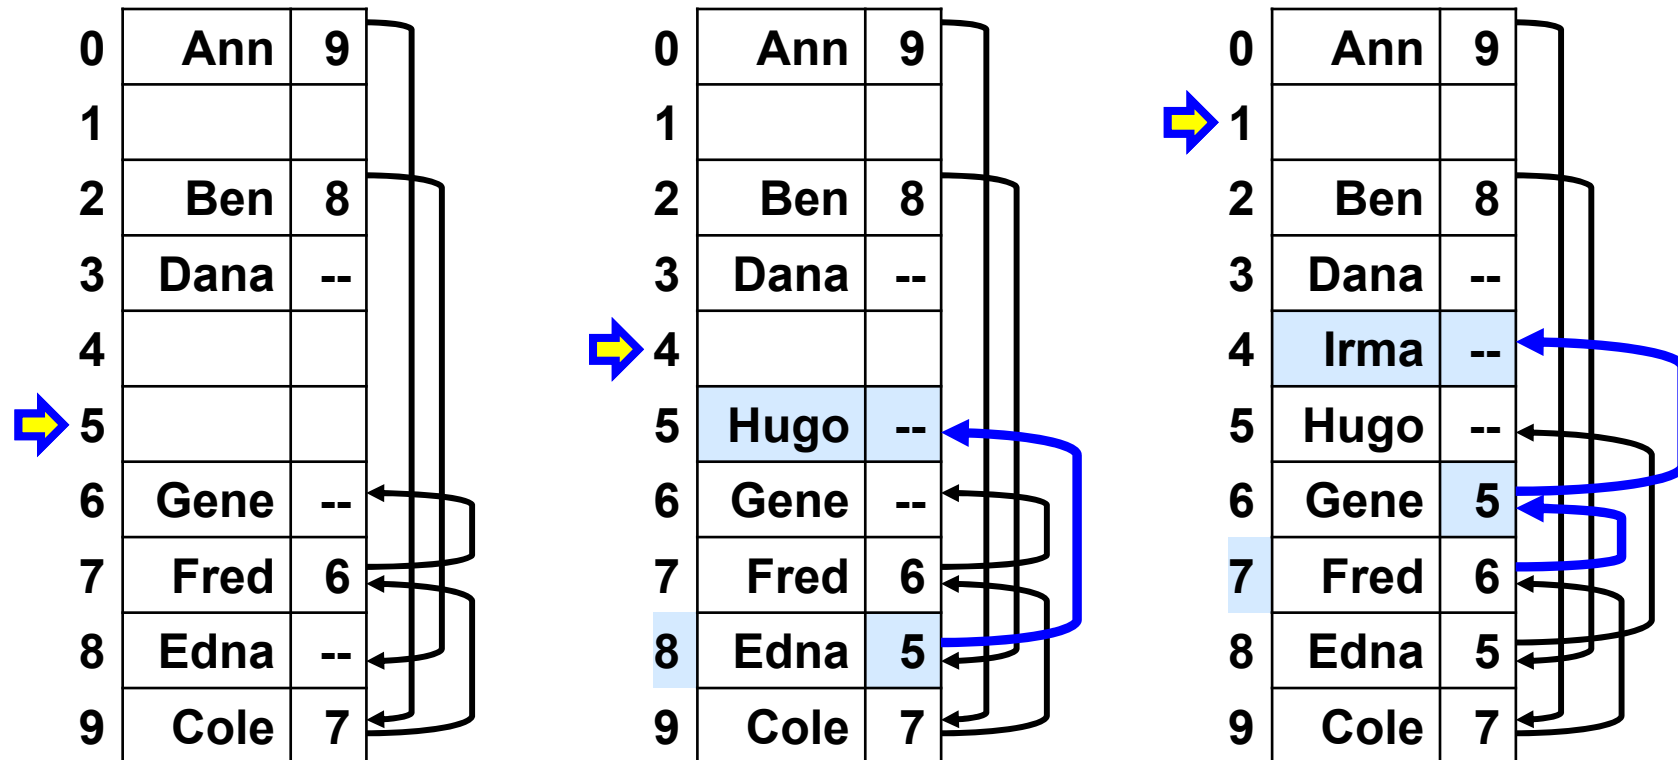 0 Ann 9 0 Ann 9 0 Ann 9
1 1 1
2 Ben 8 2 Ben 8 2 Ben 8
3 Dana -- 3 Dana -- 3 Dana --
4 4 4 Irma --
5 5 Hugo -- 5 Hugo --
6 Gene -- 6 Gene -- 6 Gene 5
7 Fred 6 7 Fred 6 7 Fred 6
8 Edna -- 8 Edna 5 8 Edna 5
9 Cole 7 9 Cole 7 9 Cole 7